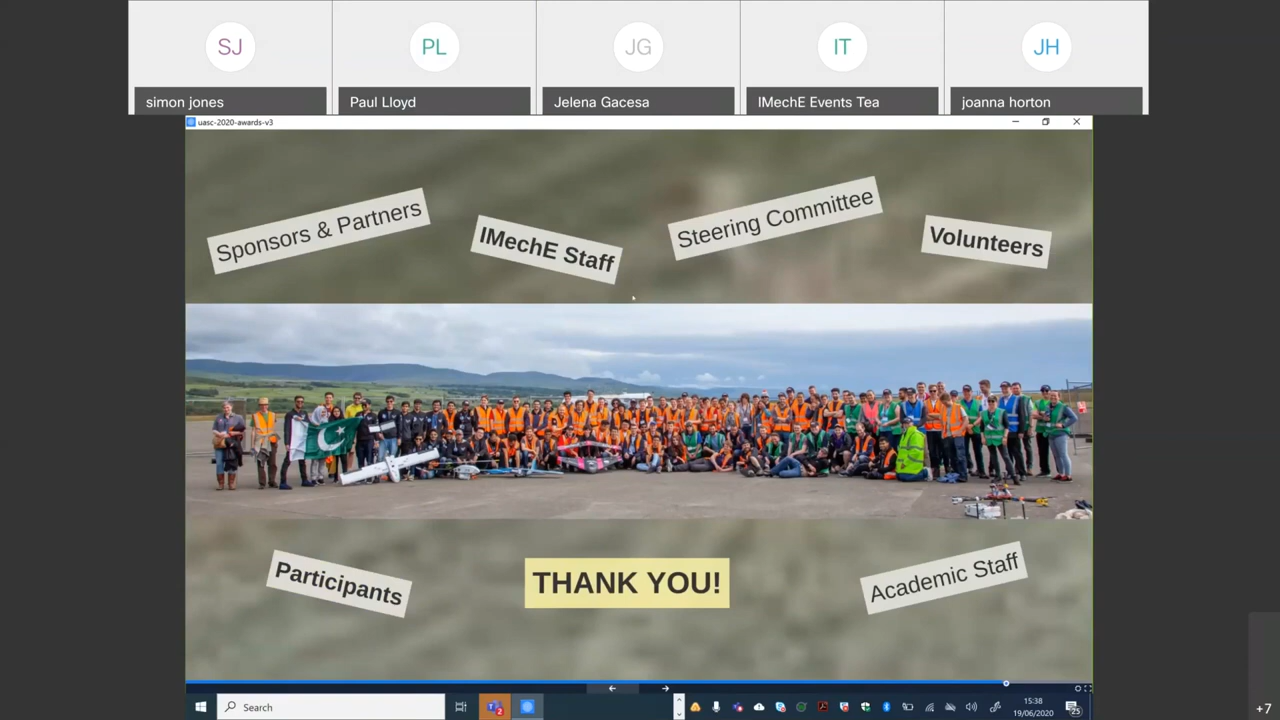 SJ
PL
JG
IT
JH
simon jones
Paul Lloyd
Jelena Gacesa
IMechE Events Tea
joanna horton
uasc-2020-awards-v3
Sponsors & Partners
IMechE Staff
Steering Committee
Volunteers
Participants
THANK YOU!
Academic Staff
Search
2
15:38
19/06/2020
25
+7